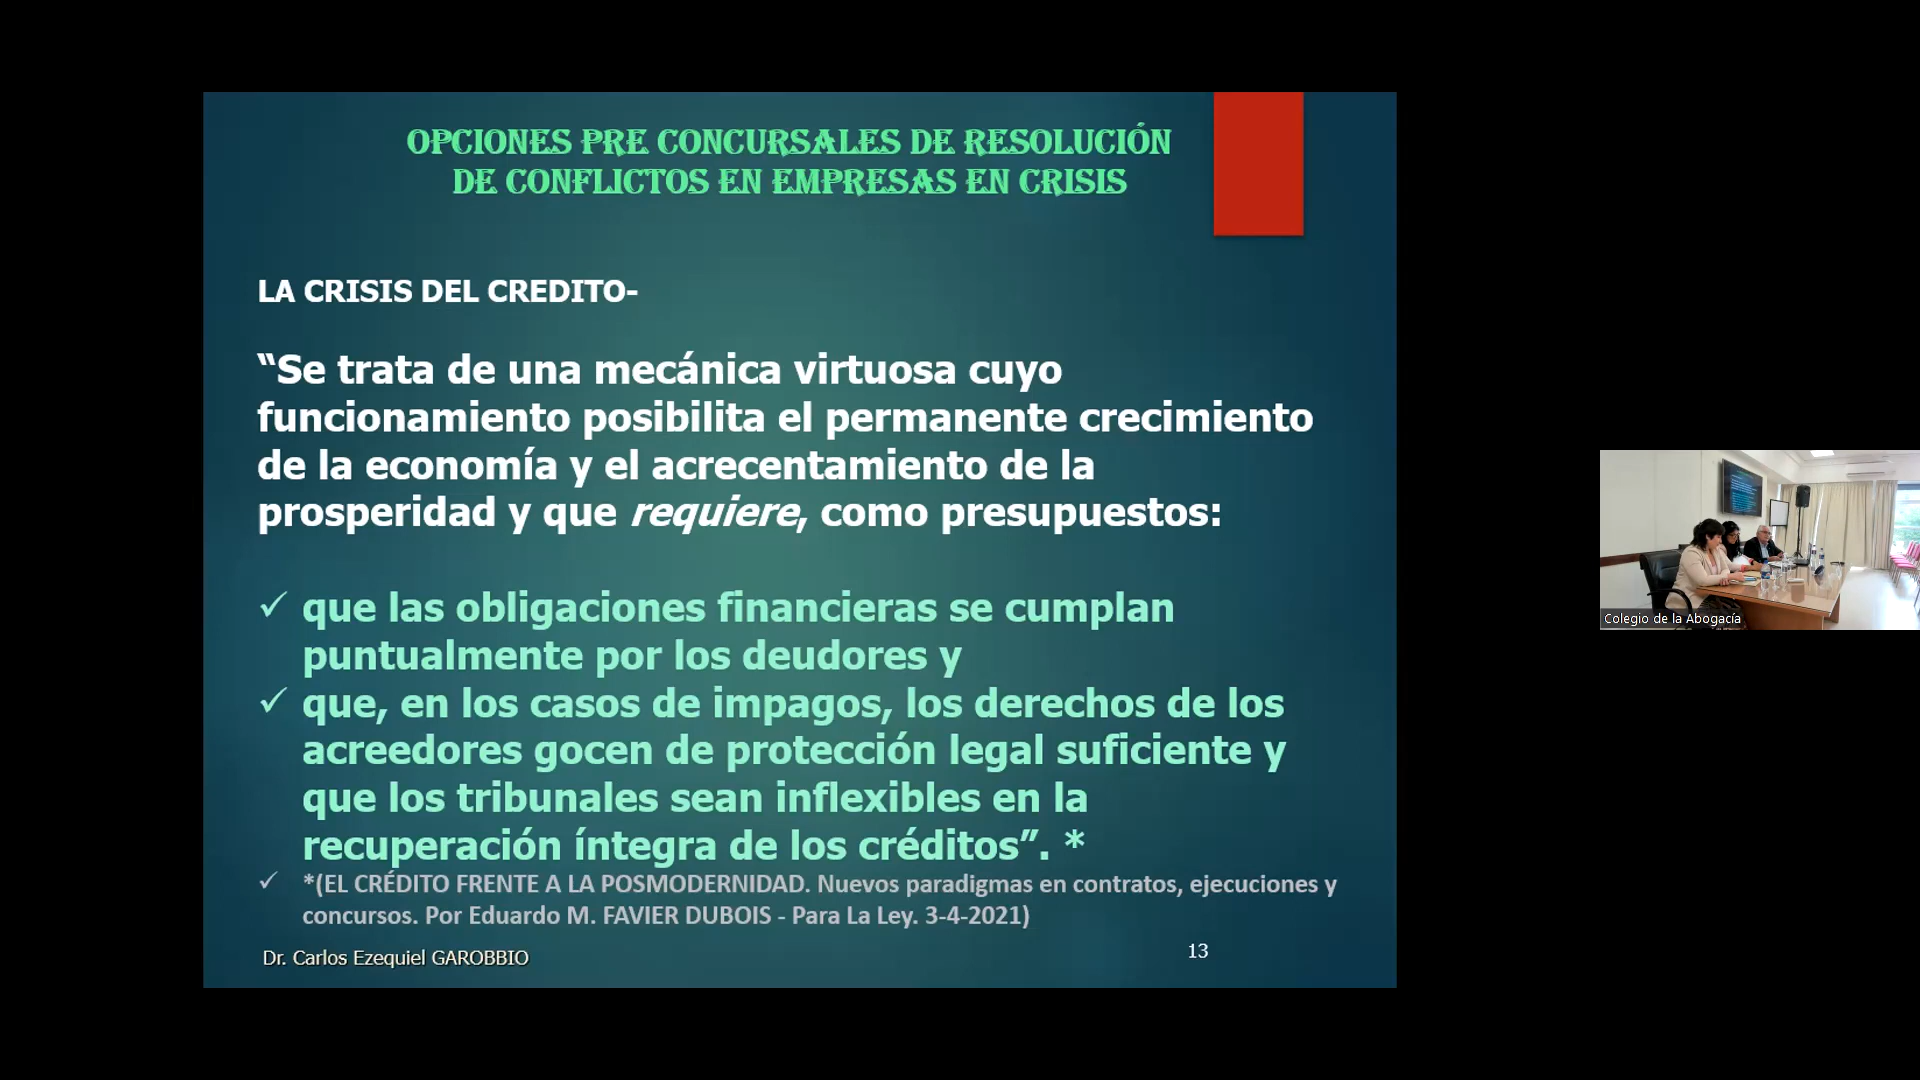 OPCIONES PRE CONCURSALES DE RESOLUCIÓN
DE CONFLICTOS EN EMPRESAS EN CRISIS
LA CRISIS DEL CREDITO-
“Se trata de una mecánica virtuosa cuyo
funcionamiento posibilita el permanente crecimiento
de la economía y el acrecentamiento de la
prosperidad y que requiere, como presupuestos:
✓ que las obligaciones financieras se cumplan
puntualmente por los deudores y
✓ que, en los casos de impagos, los derechos de los
acreedores gocen de protección legal suficiente y
que los tribunales sean inflexibles en la
recuperación íntegra de los créditos”. *
✓ *(EL CRÉDITO FRENTE A LA POSMODERNIDAD. Nuevos paradigmas en contratos, ejecuciones y
concursos. Por Eduardo M. FAVIER DUBOIS - Para La Ley. 3-4-2021)
Dr. Carlos Ezequiel GAROBBIO
13
Colegio de la Abogacía